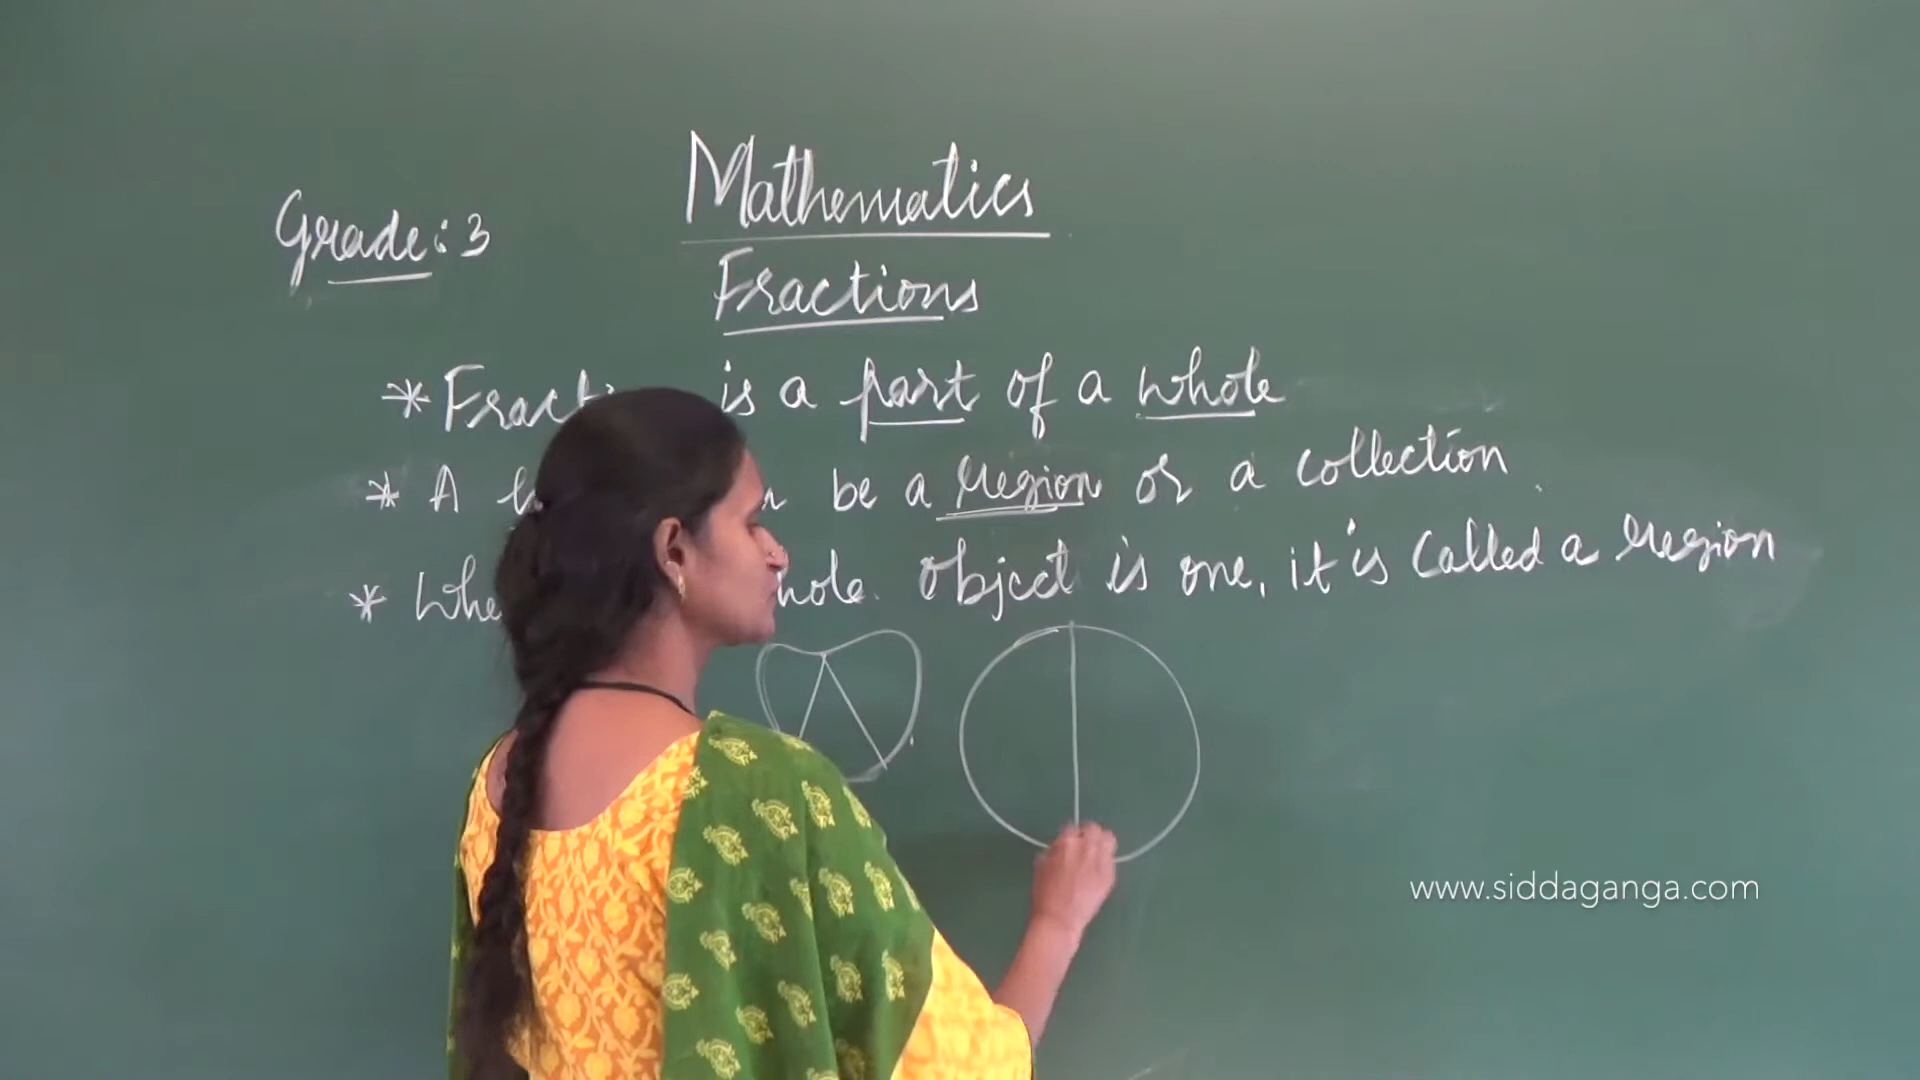 Mathematics
Grade: 3
Fractions
* Fract is a part of a whole
* A be a region or a collection
* Whe hole Object is one, it is called a region
www.siddaganga.com